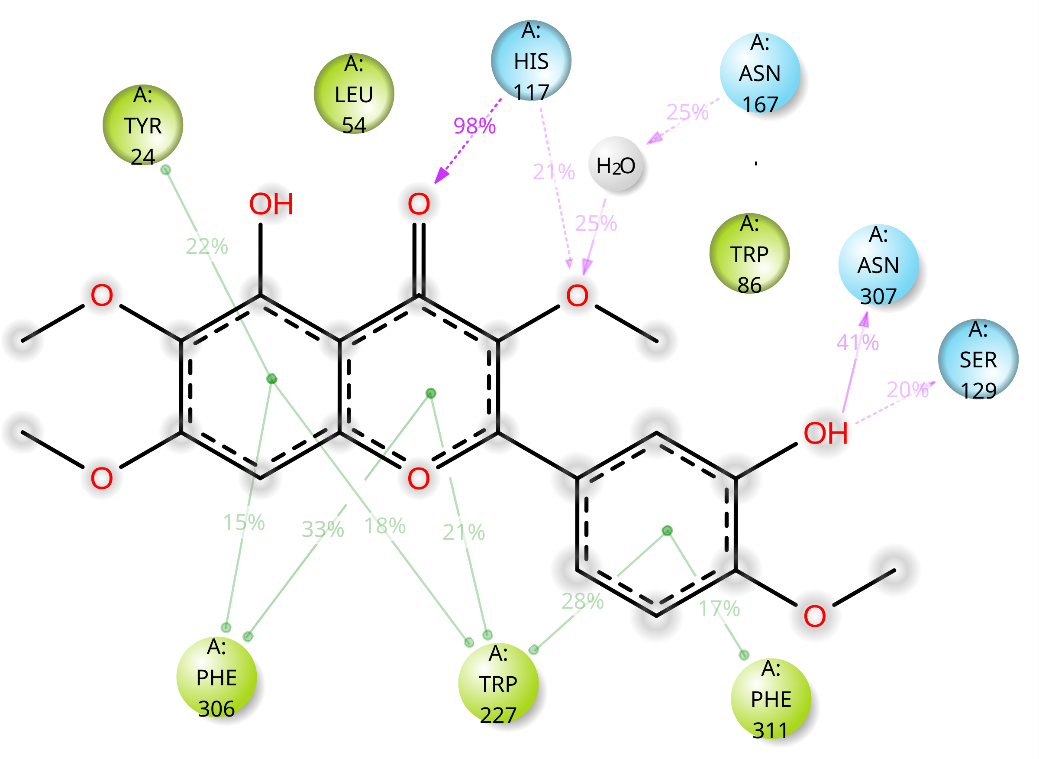 A:
HIS
117
A:
ASN
167
A:
LEU
54
A:
TYR
24
98%
25%
H2O
21%
OH
O
25%
22%
A:
TRP
86
A:
ASN
307
O
O
41%
A:
SER
129
20%
OH
O
O
15%
33%
18%
21%
28%
17%
O
A:
PHE
306
A:
TRP
227
A:
PHE
311